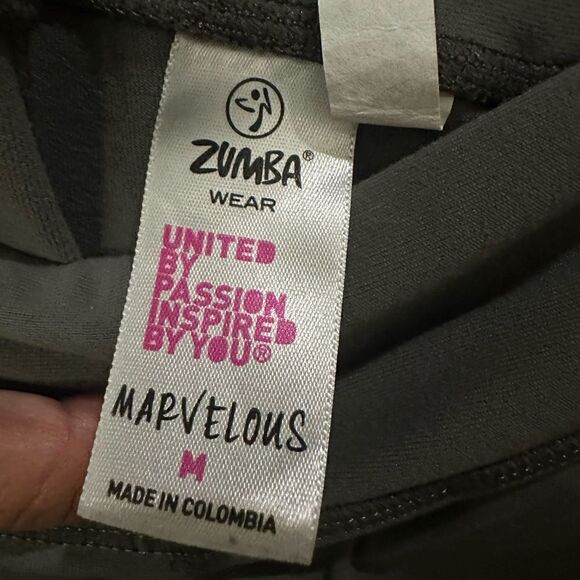 ZUMBA®
WEAR
UNITED
BY
PASSION
INSPIRED
BY YOU®
MARVELOUS
M
MADE IN COLOMBIA